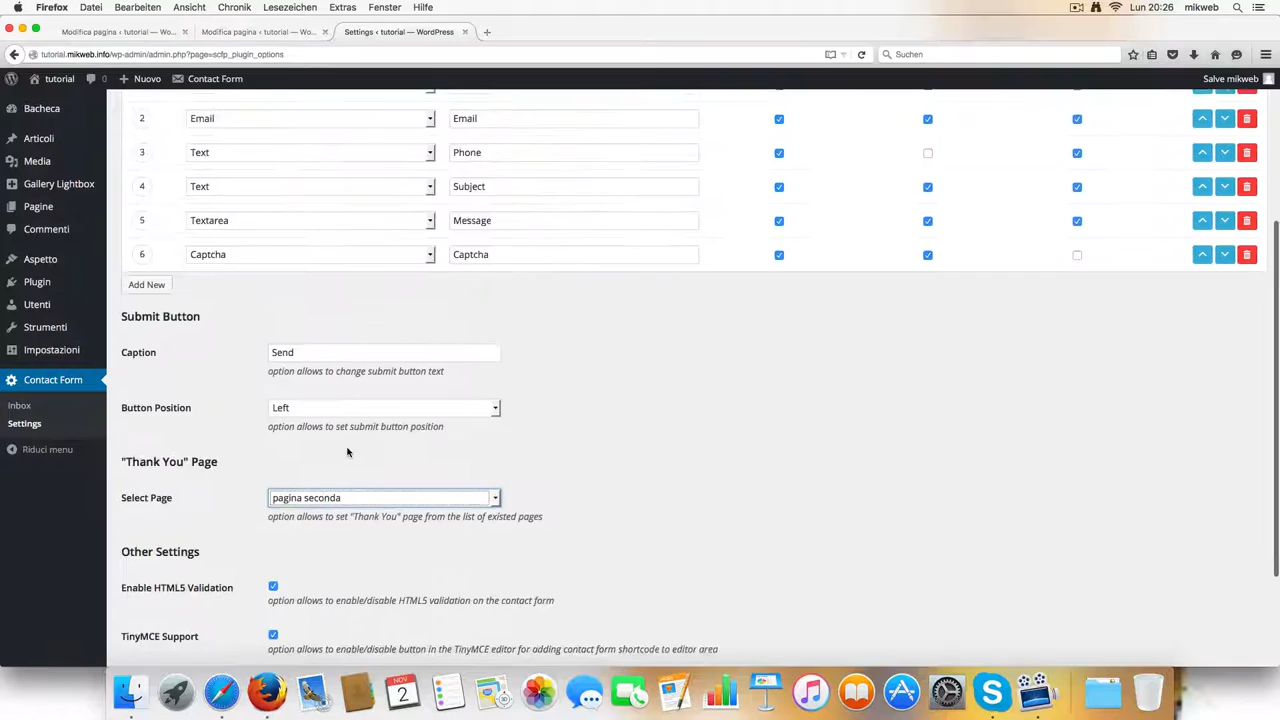 Firefox Datei Bearbeiten Ansicht Chronik Lesezeichen Extras Fenster Hilfe Lun 20:26 mikweb
Modifica pagina ‹ tutorial — Wo... × Modifica pagina ‹ tutorial — Wo... × Settings ‹ tutorial — WordPress × +
tutorial.mikweb.info/wp-admin/admin.php?page=scfp_plugin_options Suchen
tutorial 0 + Nuovo Contact Form Salve mikweb
Bacheca
Articoli
Media
Gallery Lightbox
Pagine
Commenti
Aspetto
Plugin
Utenti
Strumenti
Impostazioni
Contact Form
Inbox
Settings
Riduci menu
2 Email Email
3 Text Phone
4 Text Subject
5 Textarea Message
6 Captcha Captcha
Add New
Submit Button
Caption Send
option allows to change submit button text
Button Position Left
option allows to set submit button position
"Thank You" Page
Select Page pagina seconda
option allows to set "Thank You" page from the list of existed pages
Other Settings
Enable HTML5 Validation
option allows to enable/disable HTML5 validation on the contact form
TinyMCE Support
option allows to enable/disable button in the TinyMCE editor for adding contact form shortcode to editor area
NOV
2